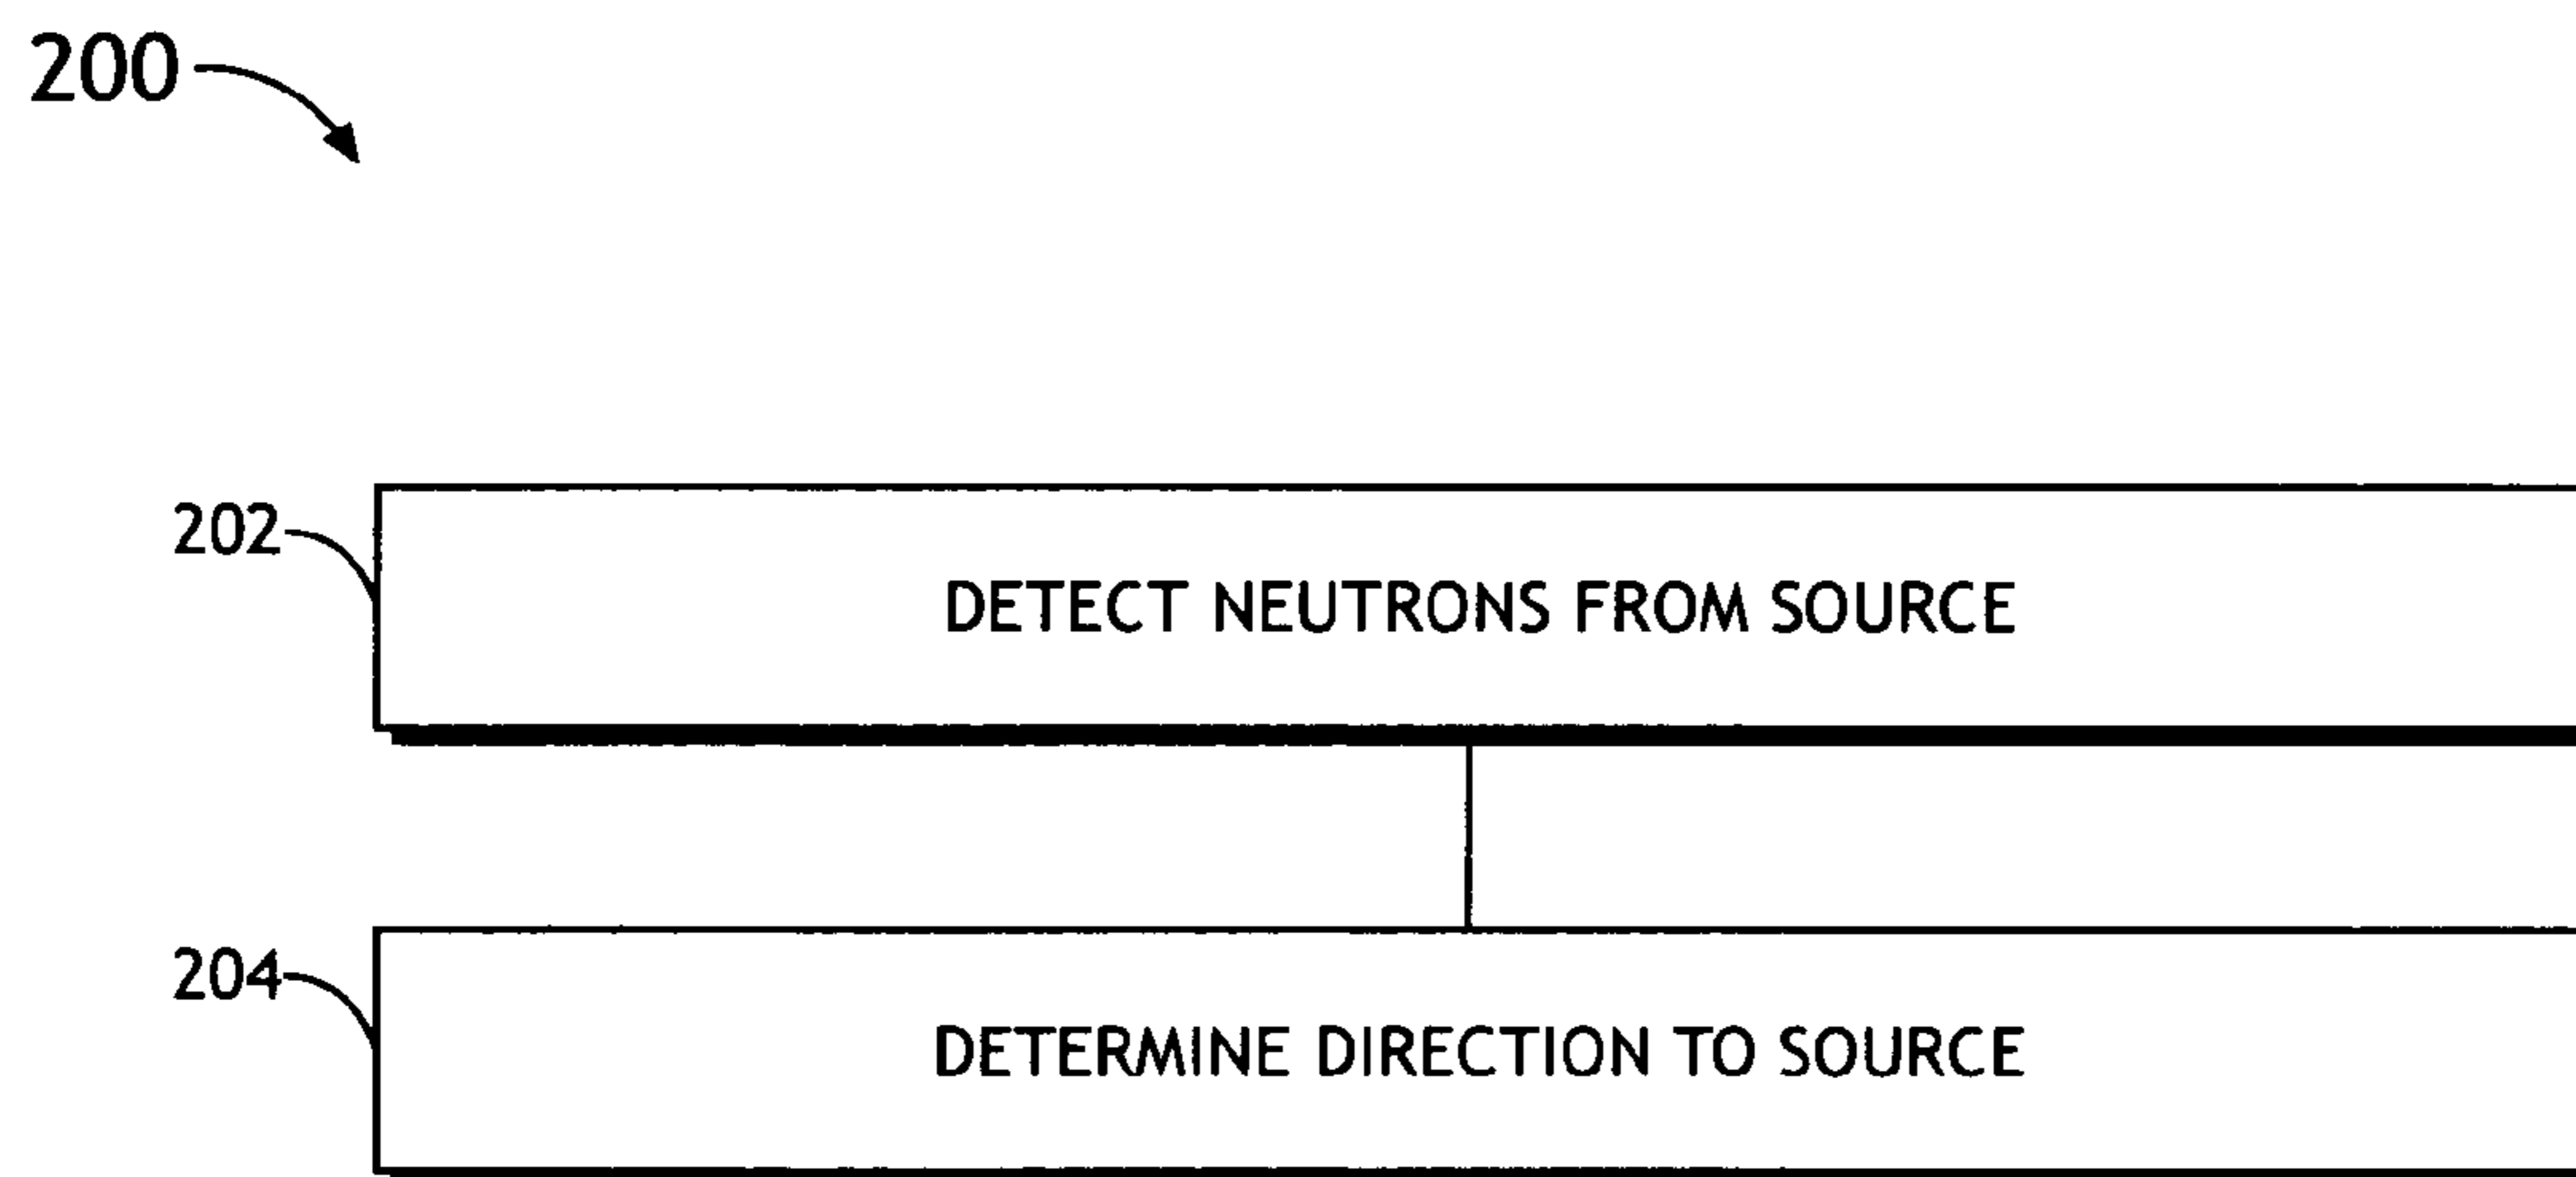 200
202
DETECT NEUTRONS FROM SOURCE
204
DETERMINE DIRECTION TO SOURCE